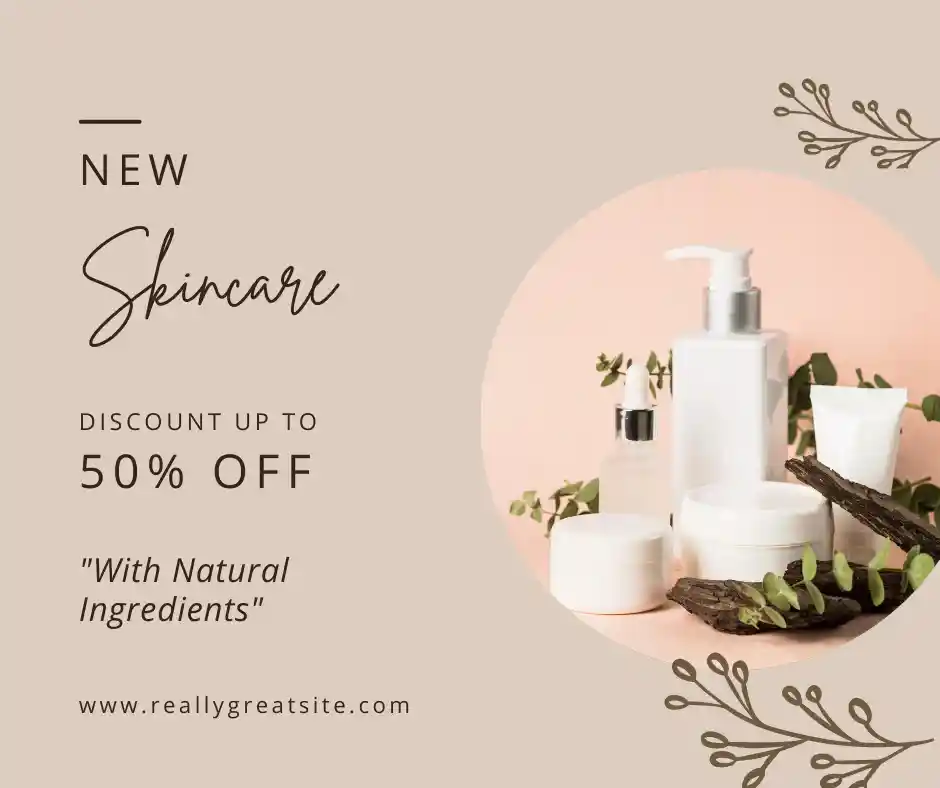 NEW
Skincare
DISCOUNT UP TO
50% OFF
"With Natural
Ingredients"
www.reallygreatsite.com